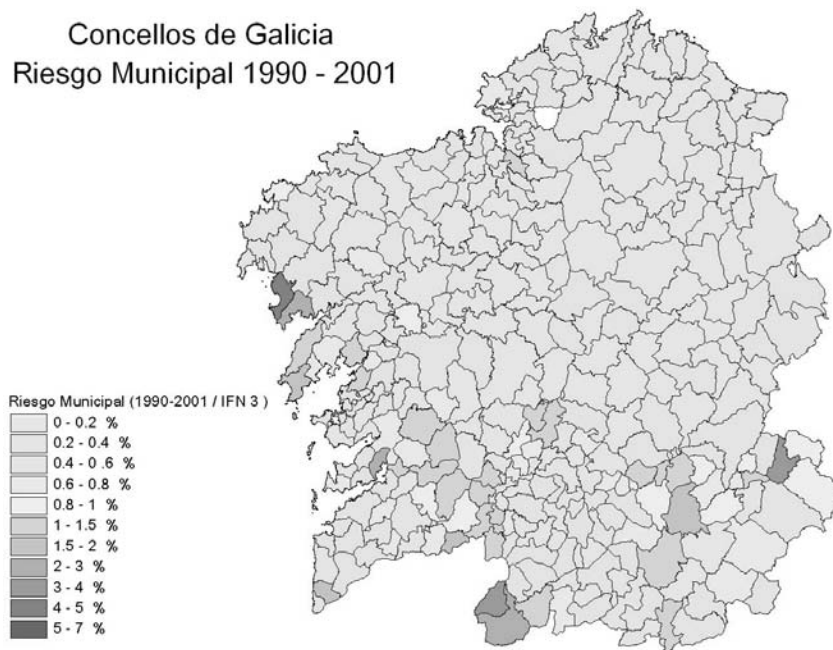 Concellos de Galicia
Riesgo Municipal 1990 - 2001
Riesgo Municipal (1990-2001 / IFN 3 )
0 - 0.2 %
0.2 - 0.4 %
0.4 - 0.6 %
0.6 - 0.8 %
0.8 - 1 %
1 - 1.5 %
1.5 - 2 %
2 - 3 %
3 - 4 %
4 - 5 %
5 - 7 %